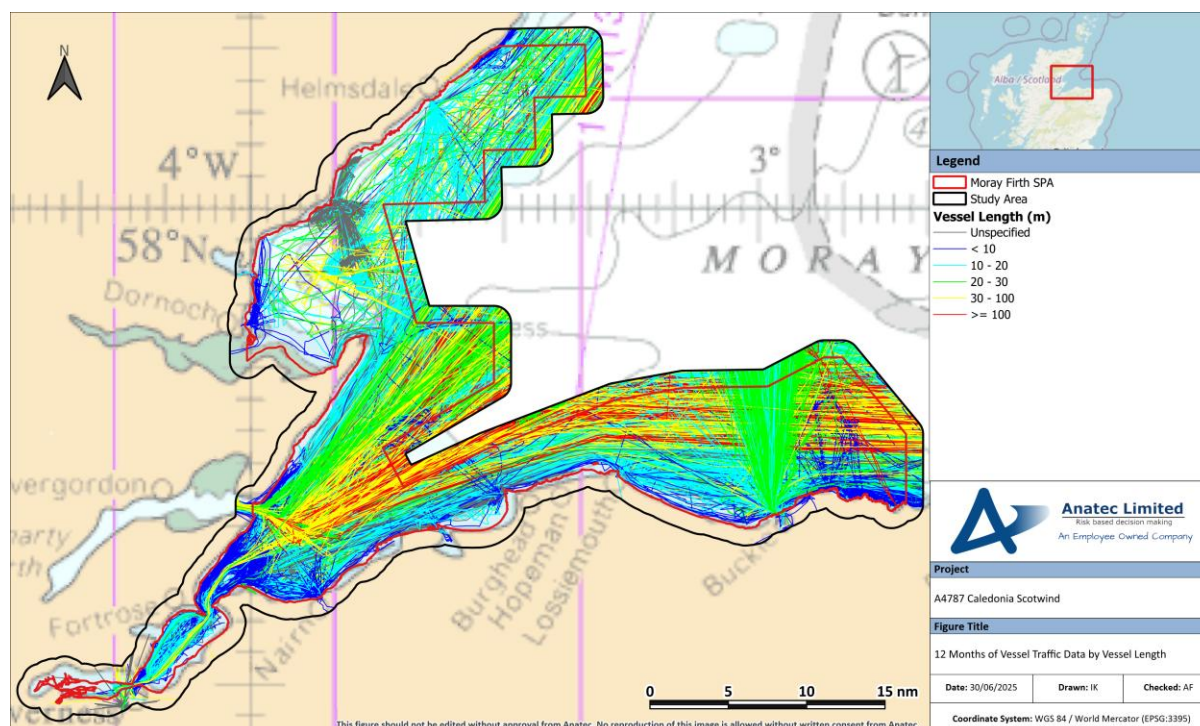 N
Helmsdale
4° W
3°
58° N
MORAY
Dornoch
ess
vergordon
arty
rth
Fortrose
Nairn
Burghead
Hopeman
Lossiemouth
Buckie
verness
0 5 10 15 nm
This figure should not be edited without approval from Anatec. No reproduction of this image is allowed without written consent from Anatec
Alba / Scotland
Legend
Moray Firth SPA
Study Area
Vessel Length (m)
Unspecified
< 10
10 - 20
20 - 30
30 - 100
>= 100
Anatec Limited
Risk based decision making
An Employee Owned Company
Project
A4787 Caledonia Scotwind
Figure Title
12 Months of Vessel Traffic Data by Vessel Length
Date: 30/06/2025 Drawn: IK Checked: AF
Coordinate System: WGS 84 / World Mercator (EPSG:3395)